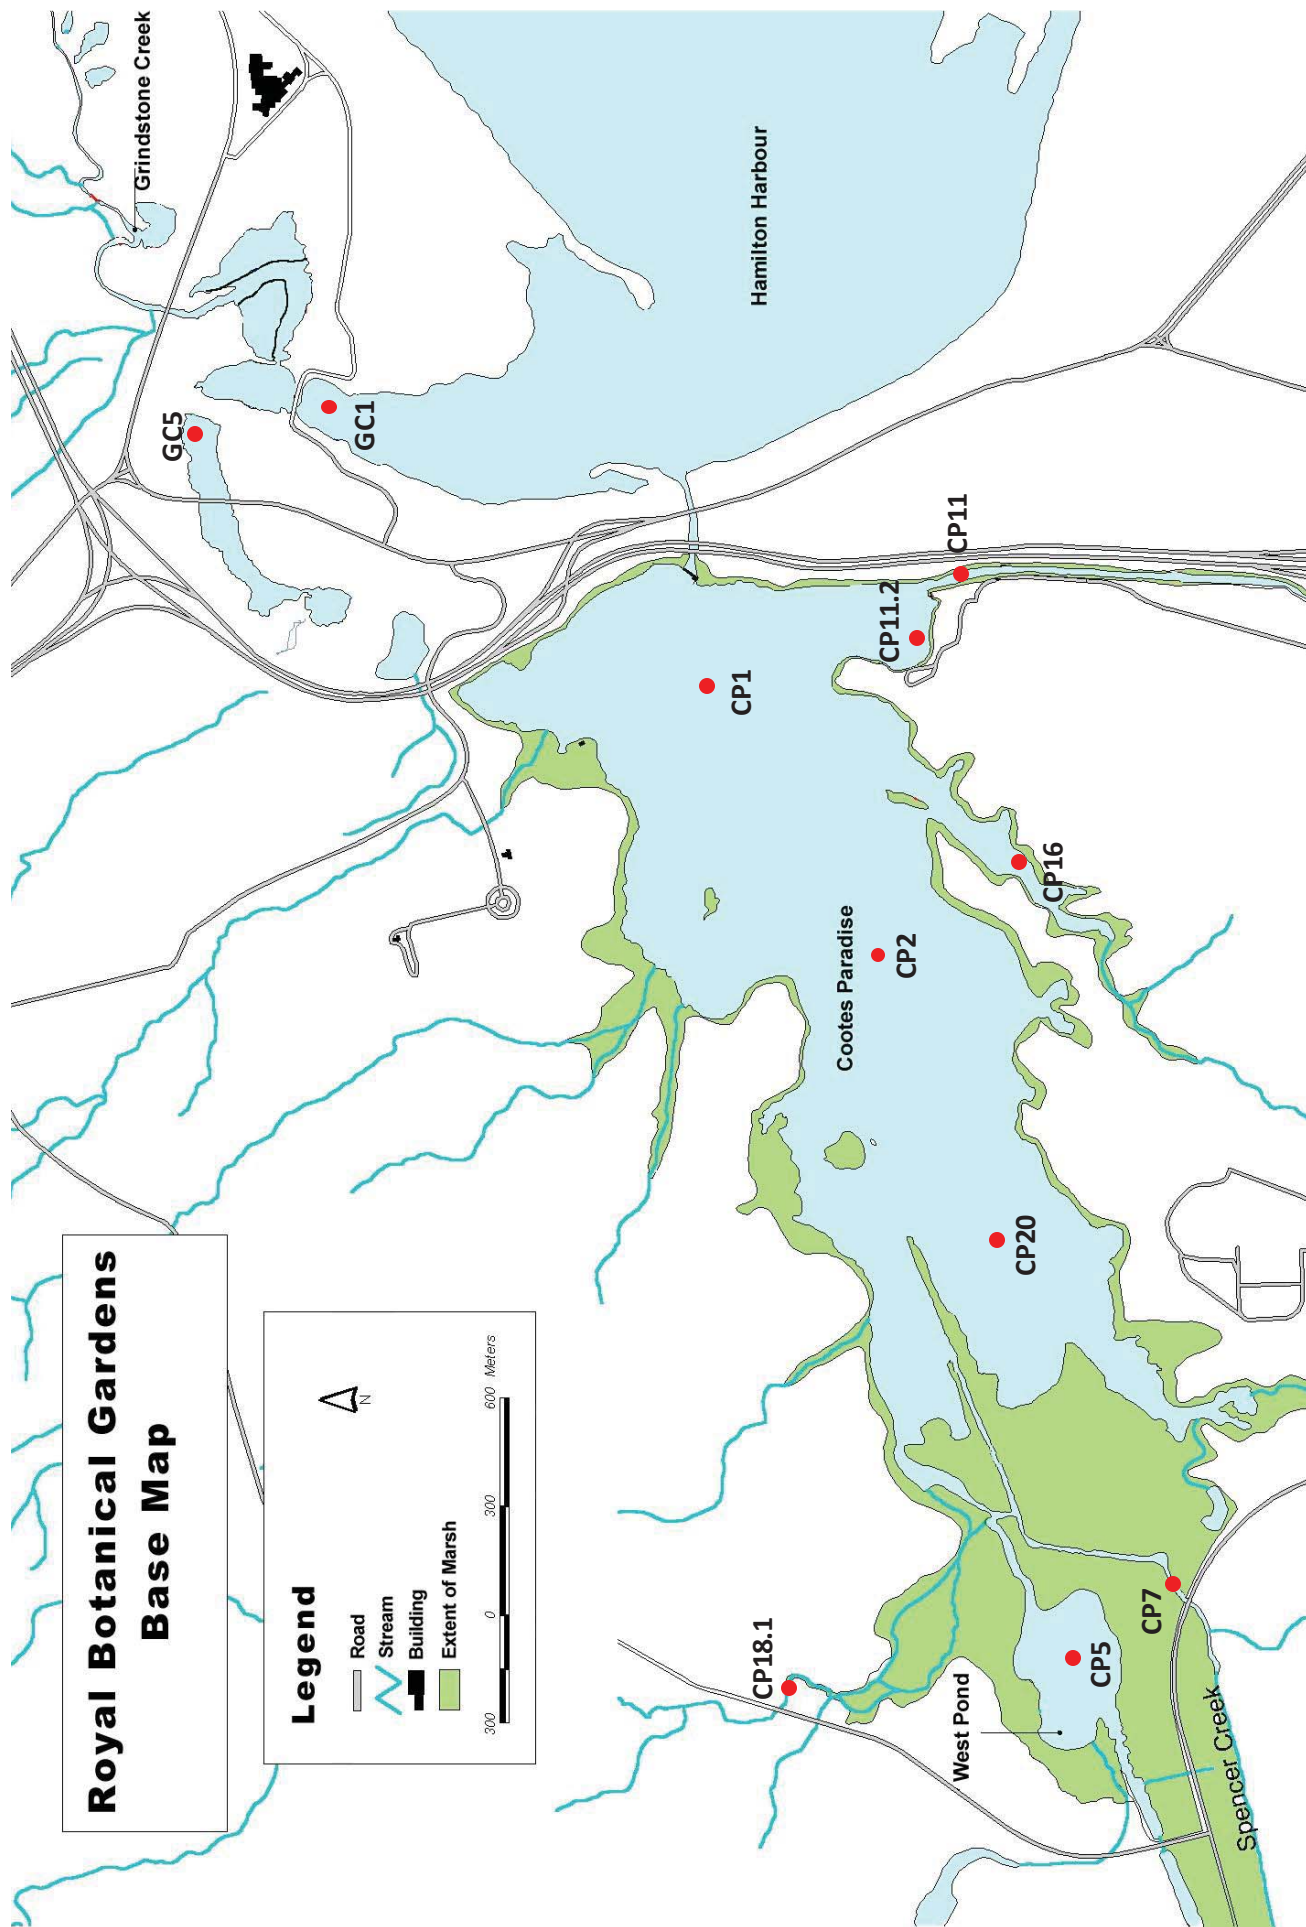 Royal Botanical Gardens
Base Map
Legend
Road
Stream
Building
Extent of Marsh
N
300 0 300 600 Meters
Grindstone Creek
GC5
GC1
Hamilton Harbour
CP11
CP11.2
CP1
CP16
CP2
Cootes Paradise
CP20
CP18.1
CP7
CP5
West Pond
Spencer Creek